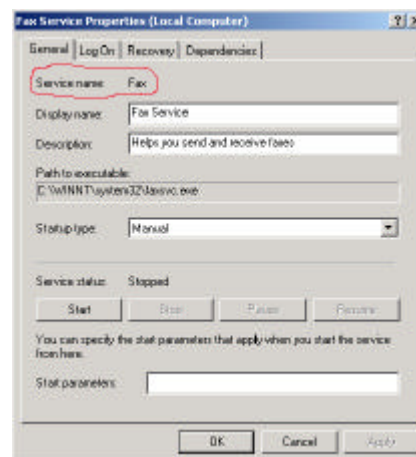 Fax Service Properties (Local Computer)
General Log On Recovery Dependencies
Service name: Fax
Display name: Fax Service
Description: Helps you send and receive faxes
Path to executable:
C:\WINNT\system32\faxsvc.exe
Startup type: Manual
Service status: Stopped
Start Stop Pause Resume
You can specify the start parameters that apply when you start the service
from here.
Start parameters:
OK Cancel Apply